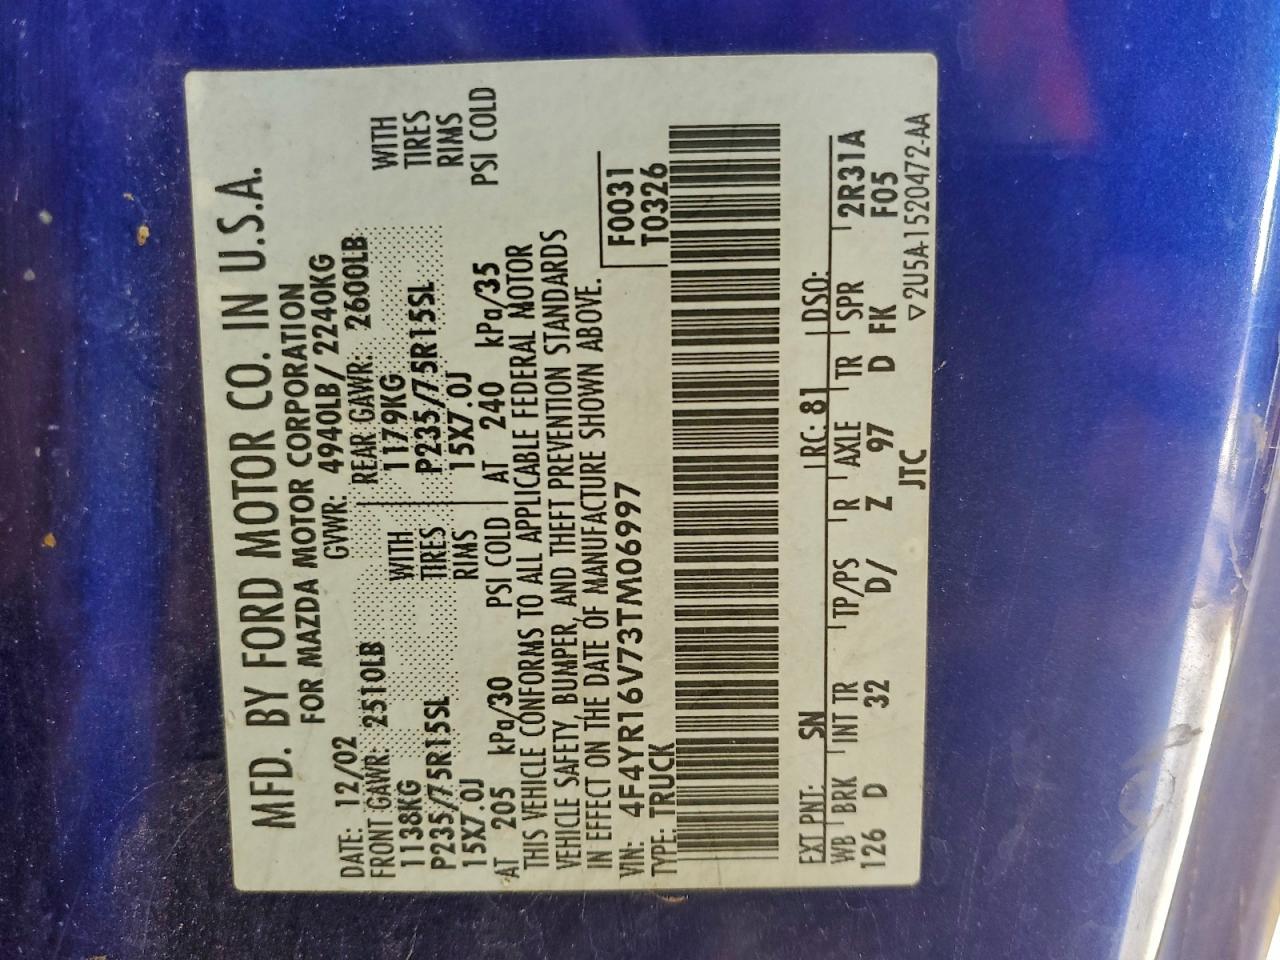 MFD. BY FORD MOTOR CO. IN U.S.A.
FOR MAZDA MOTOR CORPORATION
DATE: 12/02 GVWR: 4940LB/ 2240KG
FRONT GAWR: 2510LB REAR GAWR: 2600LB
1138KG WITH 1179KG WITH
P235/75R15SL TIRES P235/75R15SL TIRES
15X7.0J RIMS 15X7.0J RIMS
AT 205 kPa/30 PSI COLD AT 240 kPa/35 PSI COLD
THIS VEHICLE CONFORMS TO ALL APPLICABLE FEDERAL MOTOR
VEHICLE SAFETY, BUMPER, AND THEFT PREVENTION STANDARDS
IN EFFECT ON THE DATE OF MANUFACTURE SHOWN ABOVE.
VIN: 4F4YR16V73TM06997 F0031
TYPE: TRUCK T0326
EXT PNT: SN RC: 81 DSO:
WB BRK INT TR TP/PS R AXLE TR SPR 2R31A
126 D 32 D/ Z 97 D FK F05
JTC ▽2U5A-1520472-AA